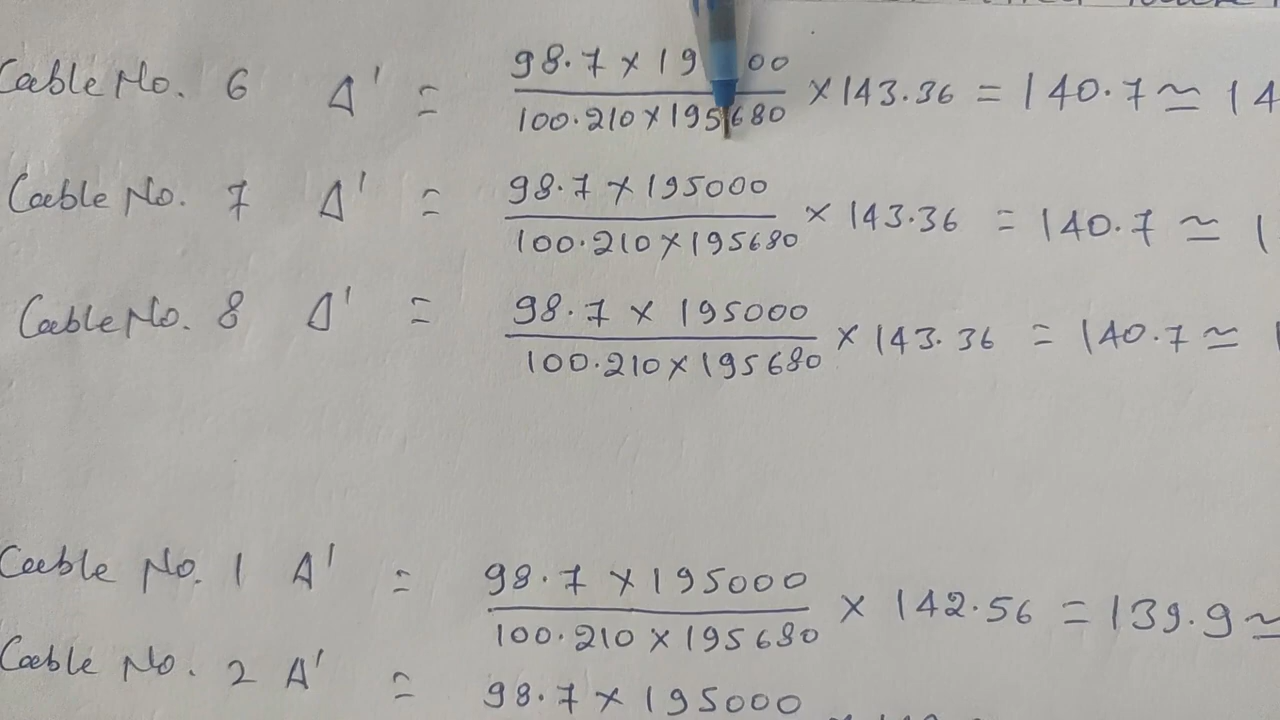 Cable No. 6 Δ' = 98.7 × 19 00 / 100.210 × 195680 × 143.36 = 140.7 ≃ 14
Cable No. 7 Δ' = 98.7 × 195000 / 100.210 × 195680 × 143.36 = 140.7 ≃ 1
Cable No. 8 Δ' = 98.7 × 195000 / 100.210 × 195680 × 143.36 = 140.7 ≃ 1
Cable No. 1 Δ' = 98.7 × 195000 / 100.210 × 195680 × 142.56 = 139.9 ≃
Cable No. 2 Δ' = 98.7 × 195000